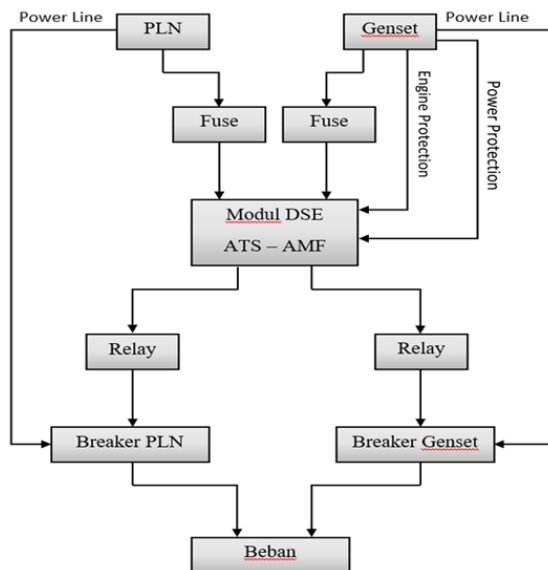 Power Line
PLN
Genset
Power Line
Engine Protection
Power Protection
Fuse
Fuse
Modul DSE
ATS – AMF
Relay
Relay
Breaker PLN
Breaker Genset
Beban